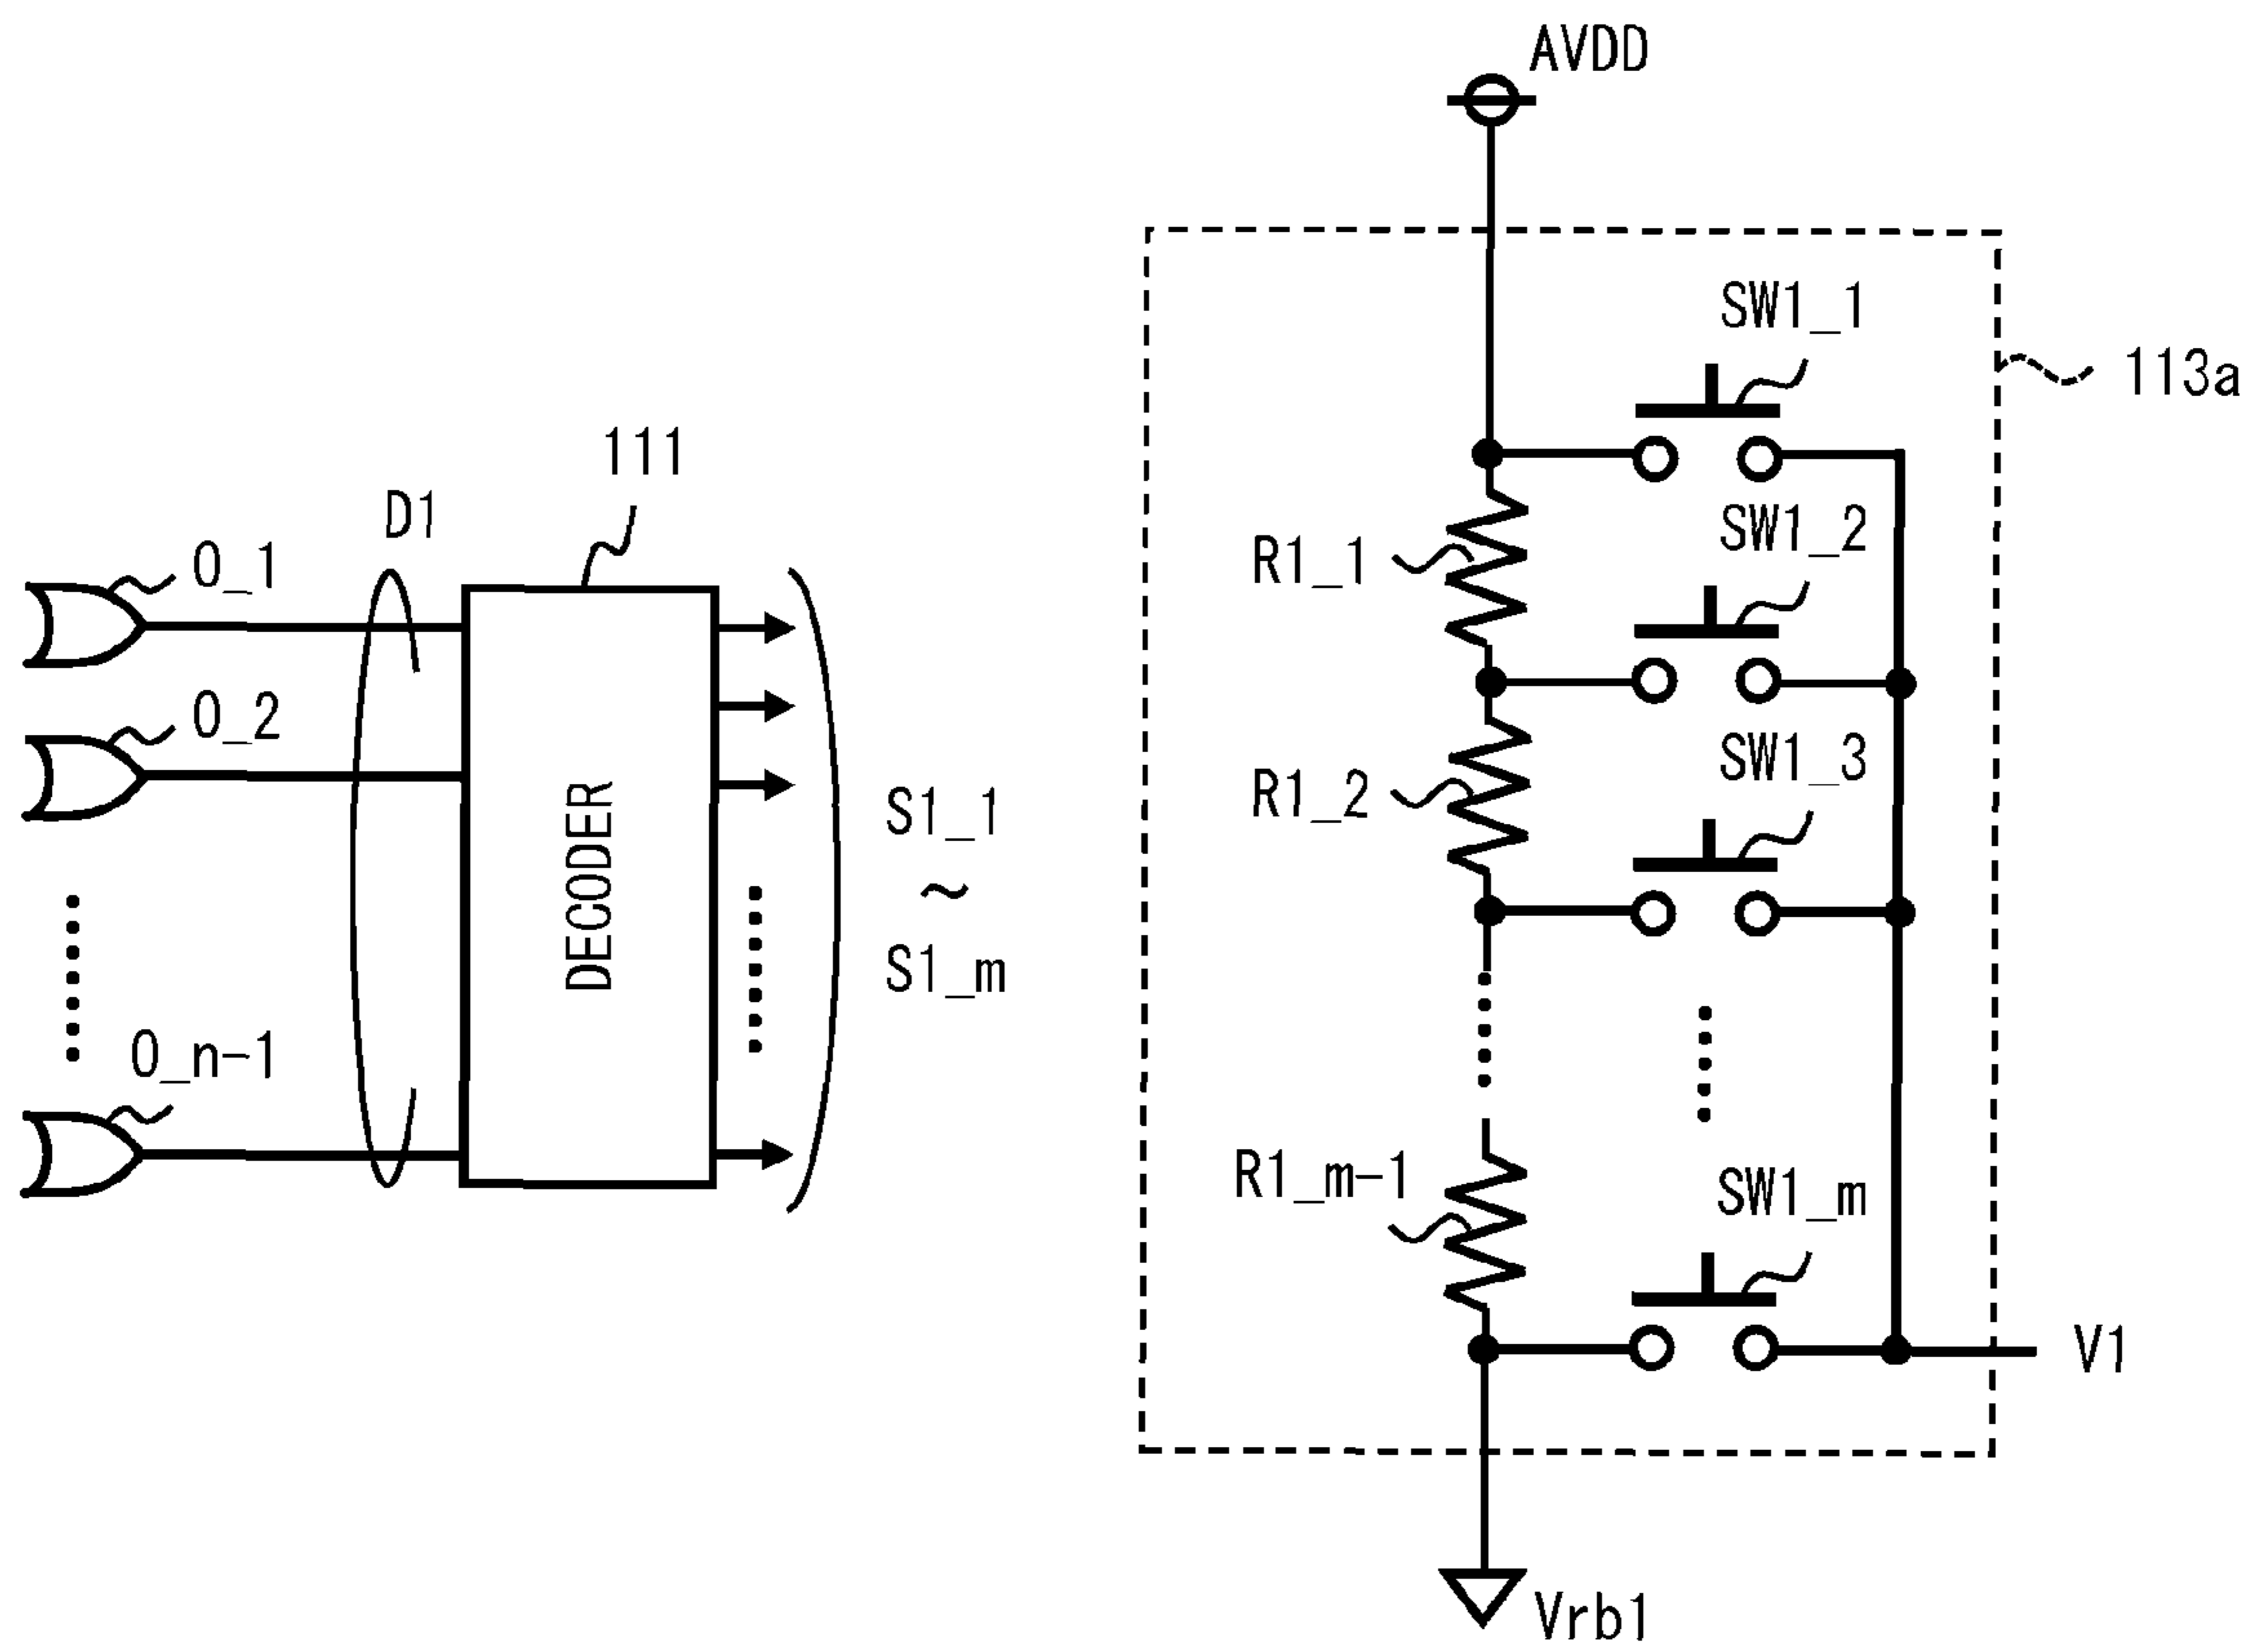 AVDD
SW1_1
113a
111
D1
SW1_2
O_1
R1_1
O_2
SW1_3
R1_2
S1_1
~
S1_m
DECODER
O_n-1
R1_m-1
SW1_m
V1
Vrb1